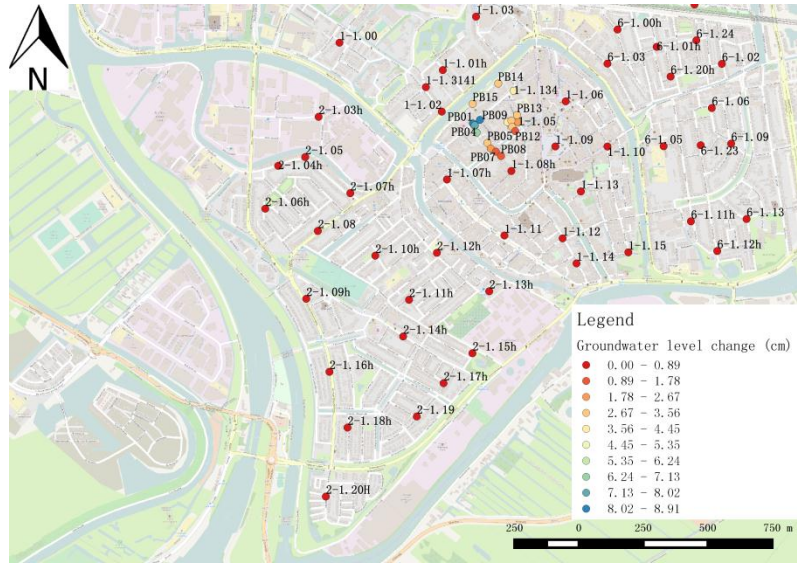 1-1.03
6-1.00h
1-1.00
6-1.24
6-1.01h
6-1.03
6-1.02
1-1.01h
6-1.20h
PB14
1-1.3141
1-1.134
1-1.06
6-1.06
2-1.03h
PB15
1-1.02
PB13
PB01
PB09
1-1.05
PB04
PB05
PB12
1-1.09
1-1.10
6-1.05
6-1.09
6-1.23
2-1.05
2-1.04h
PB08
PB07
1-1.08h
1-1.07h
2-1.07h
1-1.13
2-1.06h
6-1.11h
6-1.13
2-1.08
1-1.11
1-1.12
2-1.10h
2-1.12h
1-1.15
6-1.12h
1-1.14
2-1.09h
2-1.11h
2-1.13h
2-1.14h
2-1.15h
2-1.16h
2-1.17h
2-1.18h
2-1.19
2-1.20H
N
Legend
Groundwater level change (cm)
0.00 - 0.89
0.89 - 1.78
1.78 - 2.67
2.67 - 3.56
3.56 - 4.45
4.45 - 5.35
5.35 - 6.24
6.24 - 7.13
7.13 - 8.02
8.02 - 8.91
250 0 250 500 750 m